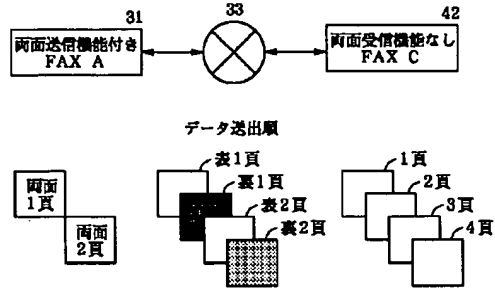 31
33
42
両面送信機能付き
FAX A
両面受信機能なし
FAX C
データ送出順
両面
1頁
両面
2頁
表1頁
裏1頁
表2頁
裏2頁
1頁
2頁
3頁
4頁